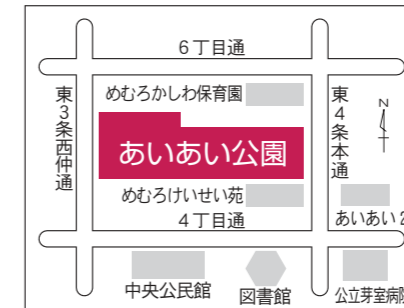 6丁目通
めむろかしわ保育園
東3条西仲通
東4条本通
N
あいあい公園
めむろけいせい苑
4丁目通
あいあい2
中央公民館
図書館
公立芽室病院